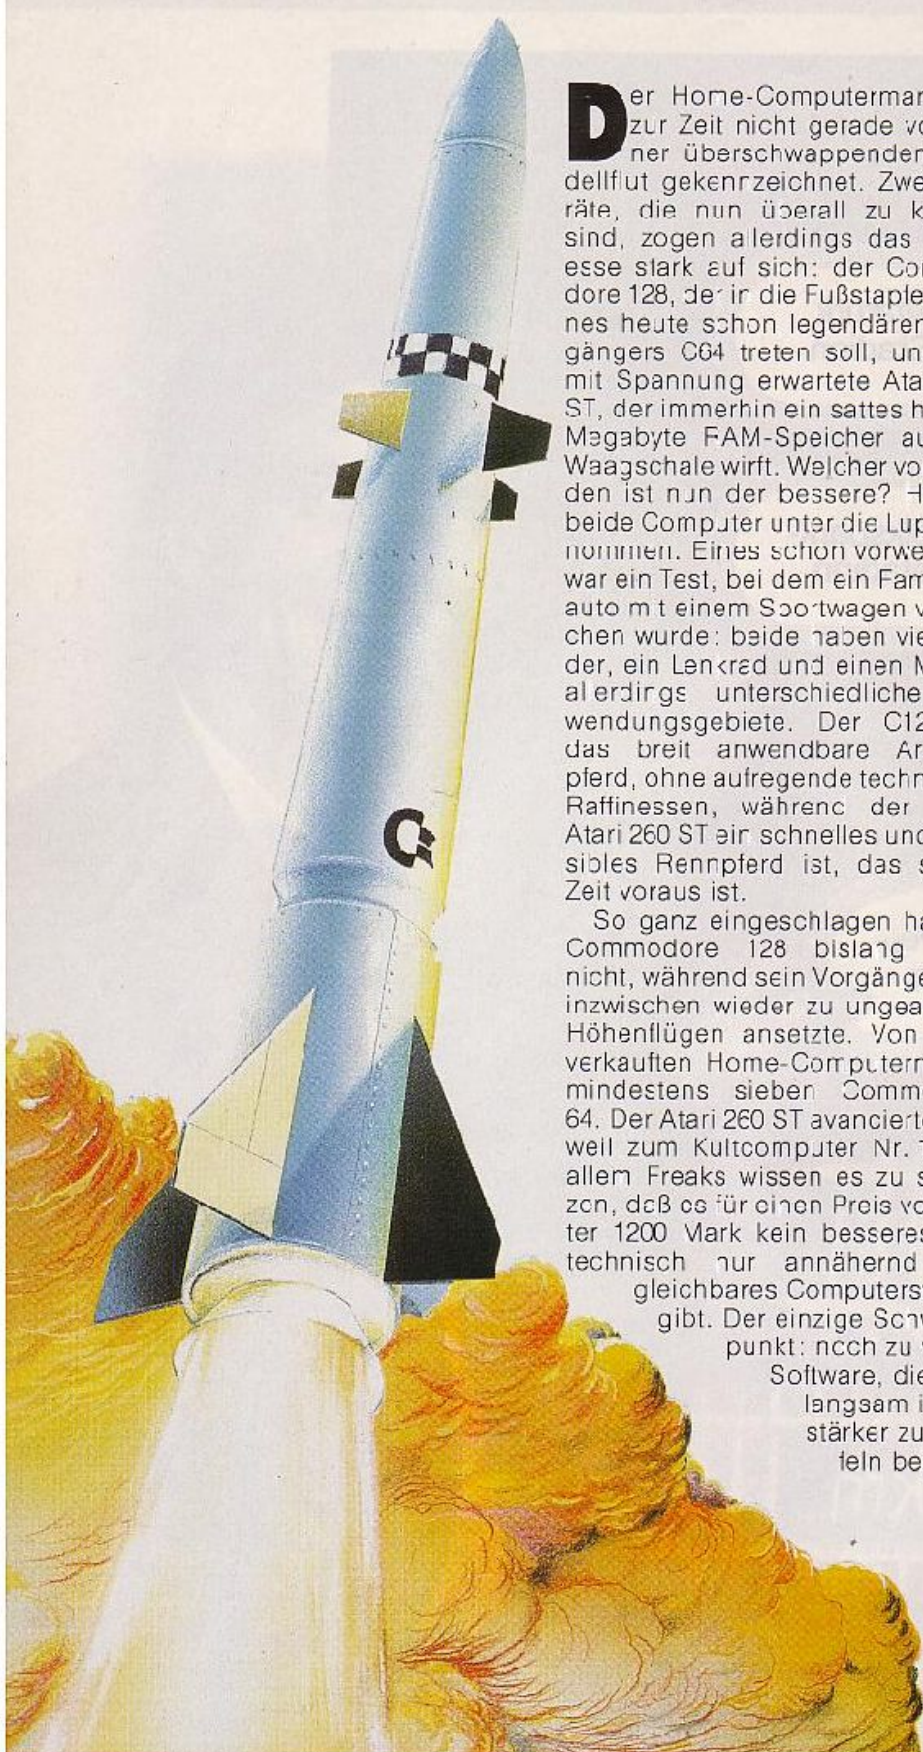 Der Home-Computermar
zur Zeit nicht gerade vo
ner überschwappenden
dellflut gekennzeichnet. Zwe
räte, die nun überall zu k
sind, zogen allerdings das
esse stark auf sich: der Co
dore 128, der in die Fußstapfe
nes heute schon legendären
gängers C64 treten soll, un
mit Spannung erwartete Ata
ST, der immerhin ein sattes h
Megabyte RAM-Speicher au
Waagschale wirft. Welcher vo
den ist nun der bessere? H
beide Computer unter die Lup
nommen. Eines schon vorwe
war ein Test, bei dem ein Fam
auto mit einem Sportwagen v
chen wurde: beide haben vie
der, ein Lenkrad und einen M
allerdings unterschiedliche
wendungsgebiete. Der C12
das breit anwendbare Ar
pferd, ohne aufregende techn
Raffinessen, während der
Atari 260 ST ein schnelles und
sibles Rennpferd ist, das s
Zeit voraus ist.
So ganz eingeschlagen ha
Commodore 128 bislang
nicht, während sein Vorgänge
inzwischen wieder zu ungea
Höhenflügen ansetzte. Von
verkauften Home-Computern
mindestens sieben Comm
64. Der Atari 260 ST avancierte
weil zum Kultcomputer Nr. 1
allem Freaks wissen es zu s
zen, daß es für einen Preis vo
ter 1200 Mark kein besseres
technisch nur annähernd
gleichbares Computers
gibt. Der einzige Schw
punkt: noch zu
Software, die
langsam i
stärker zu
feln be